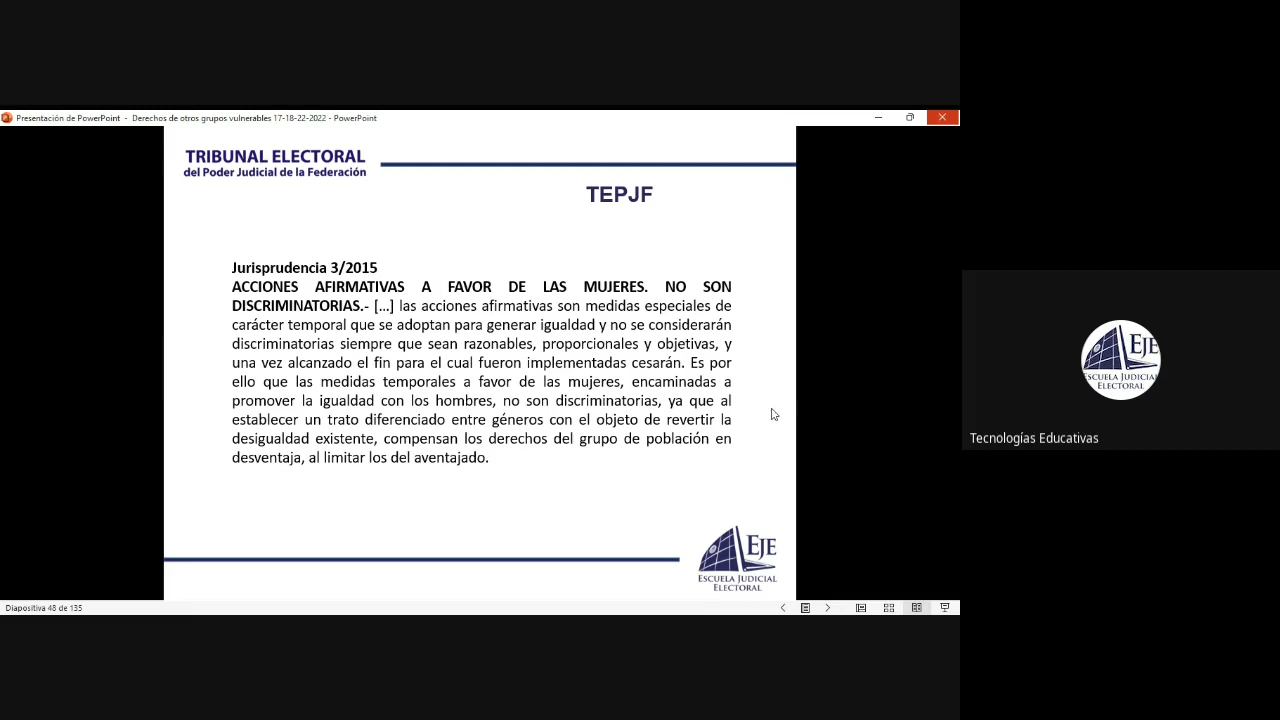 Presentación de PowerPoint - Derechos de otros grupos vulnerables 17-18-22-2022 - PowerPoint
TRIBUNAL ELECTORAL
del Poder Judicial de la Federación
TEPJF
Jurisprudencia 3/2015
ACCIONES AFIRMATIVAS A FAVOR DE LAS MUJERES. NO SON
DISCRIMINATORIAS.- [...] las acciones afirmativas son medidas especiales de
carácter temporal que se adoptan para generar igualdad y no se considerarán
discriminatorias siempre que sean razonables, proporcionales y objetivas, y
una vez alcanzado el fin para el cual fueron implementadas cesarán. Es por
ello que las medidas temporales a favor de las mujeres, encaminadas a
promover la igualdad con los hombres, no son discriminatorias, ya que al
establecer un trato diferenciado entre géneros con el objeto de revertir la
desigualdad existente, compensan los derechos del grupo de población en
desventaja, al limitar los del aventajado.
EJE
ESCUELA JUDICIAL
ELECTORAL
Diapositiva 48 de 135
EJE
ESCUELA JUDICIAL
ELECTORAL
Tecnologías Educativas